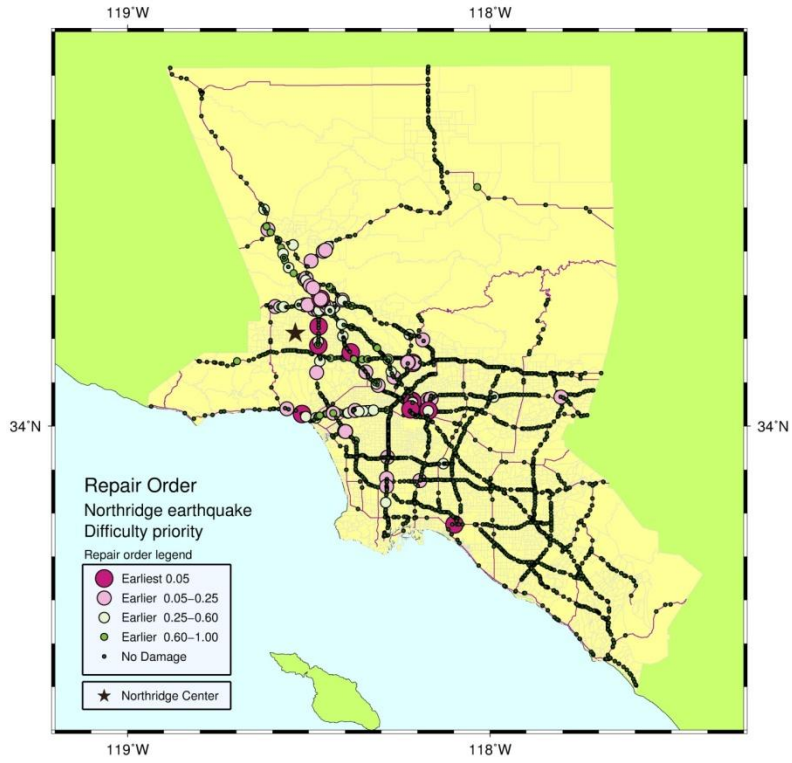 119˚W 118˚W
34˚N 34˚N
Repair Order
Northridge earthquake
Difficulty priority
Repair order legend
Earliest 0.05
Earlier 0.05−0.25
Earlier 0.25−0.60
Earlier 0.60−1.00
No Damage
Northridge Center
119˚W 118˚W